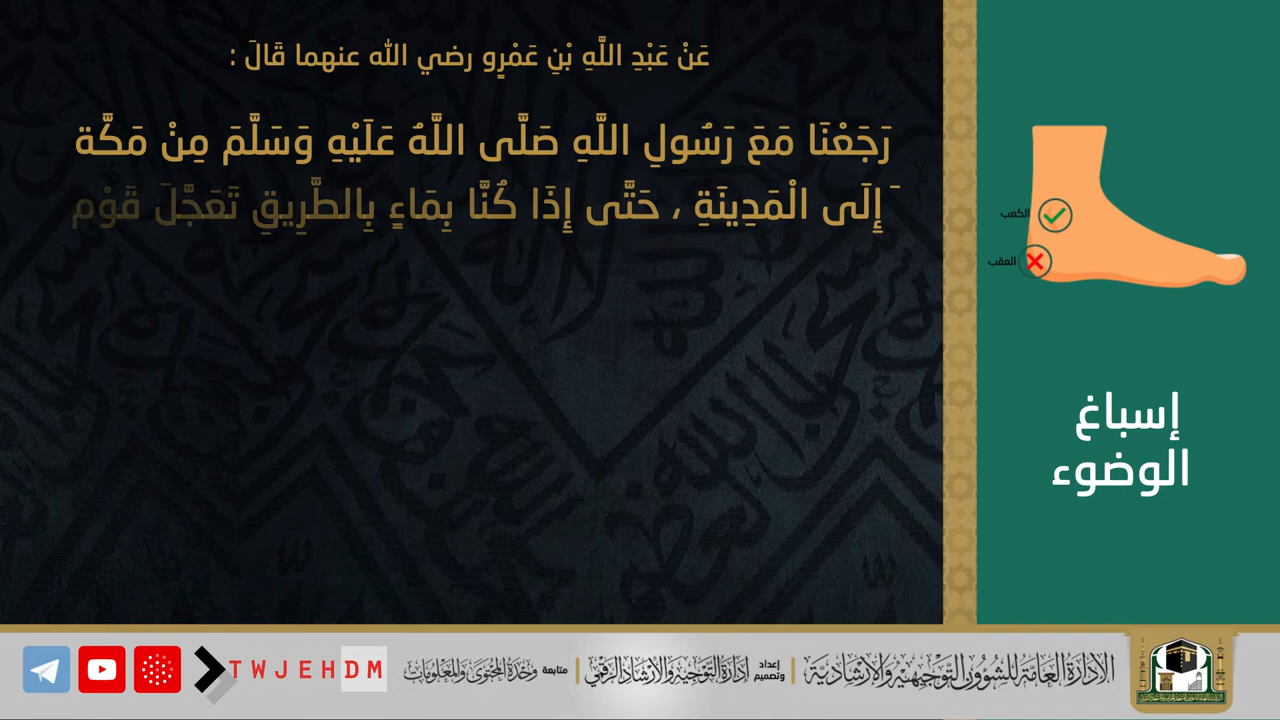 عَنْ عَبْدِ اللَّهِ بْنِ عَمْرٍو رضي الله عنهما قَالَ :
رَجَعْنَا مَعَ رَسُولِ اللَّهِ صَلَّى اللَّهُ عَلَيْهِ وَسَلَّمَ مِنْ مَكَّة
َ إِلَى الْمَدِينَةِ ، حَتَّى إِذَا كُنَّا بِمَاءٍ بِالطَّرِيقِ تَعَجَّلَ قَوْم
الكعب
العقب
إسباغ
الوضوء
الإدارة العامة للشؤون التوجيهية والإرشادية
إعداد وتصميم
إدارة التوجيه والإرشاد الرقمي
متابعة
وحدة المحتوى والمعلومات
TWJEHDM